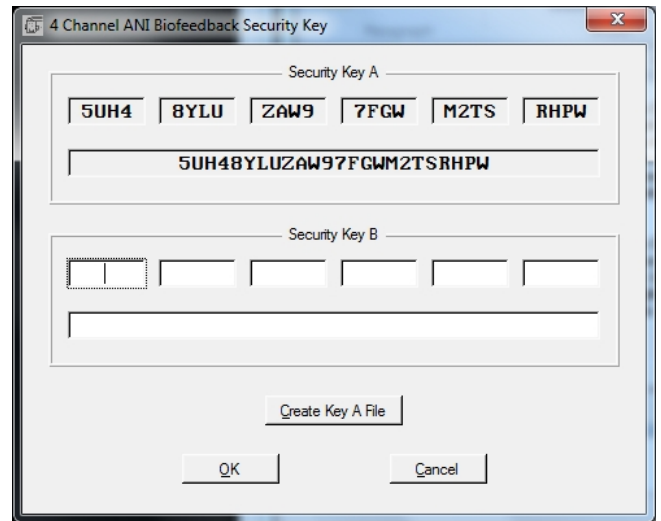 4 Channel ANI Biofeedback Security Key
Security Key A
5UH4 8YLU ZAW9 7FGW M2TS RHPW
5UH48YLUZAW97FGWM2TSRHPW
Security Key B
Create Key A File
OK Cancel